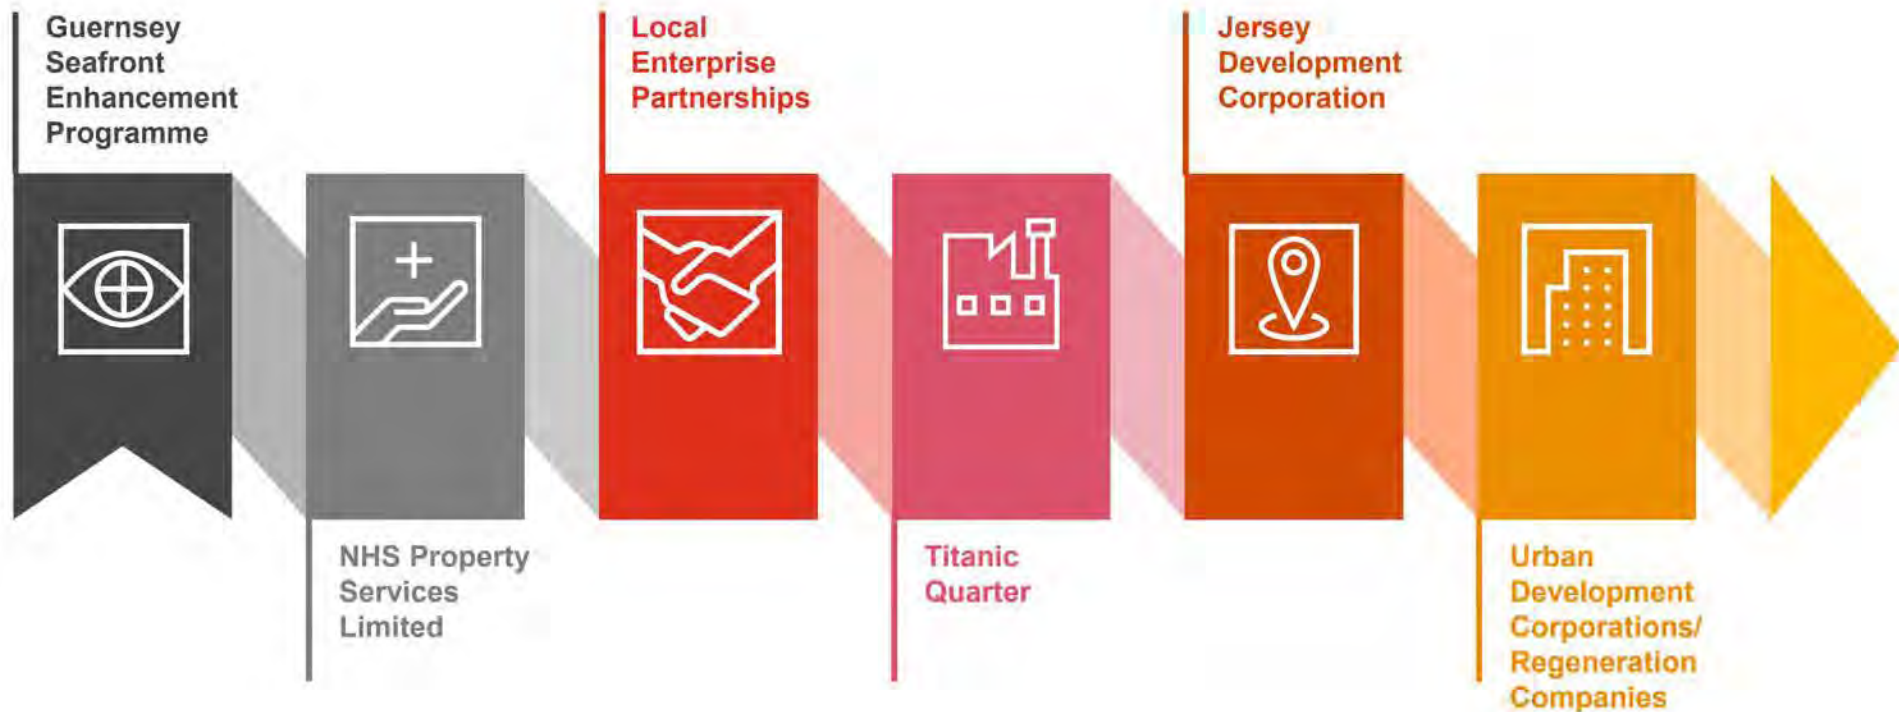 Guernsey
Seafront
Enhancement
Programme
NHS Property
Services
Limited
Local
Enterprise
Partnerships
Titanic
Quarter
Jersey
Development
Corporation
Urban
Development
Corporations/
Regeneration
Companies